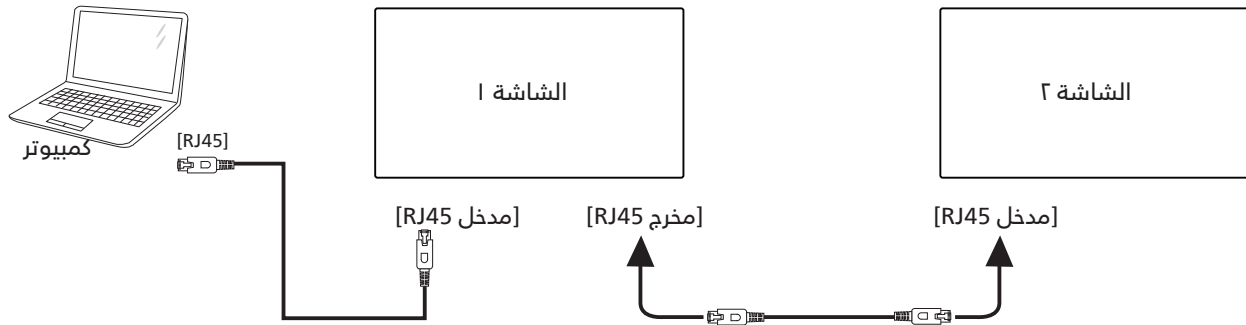 الشاشة ١
الشاشة ٢
كمبيوتر
[RJ45]
[مدخل RJ45]
[مخرج RJ45]
[مدخل RJ45]